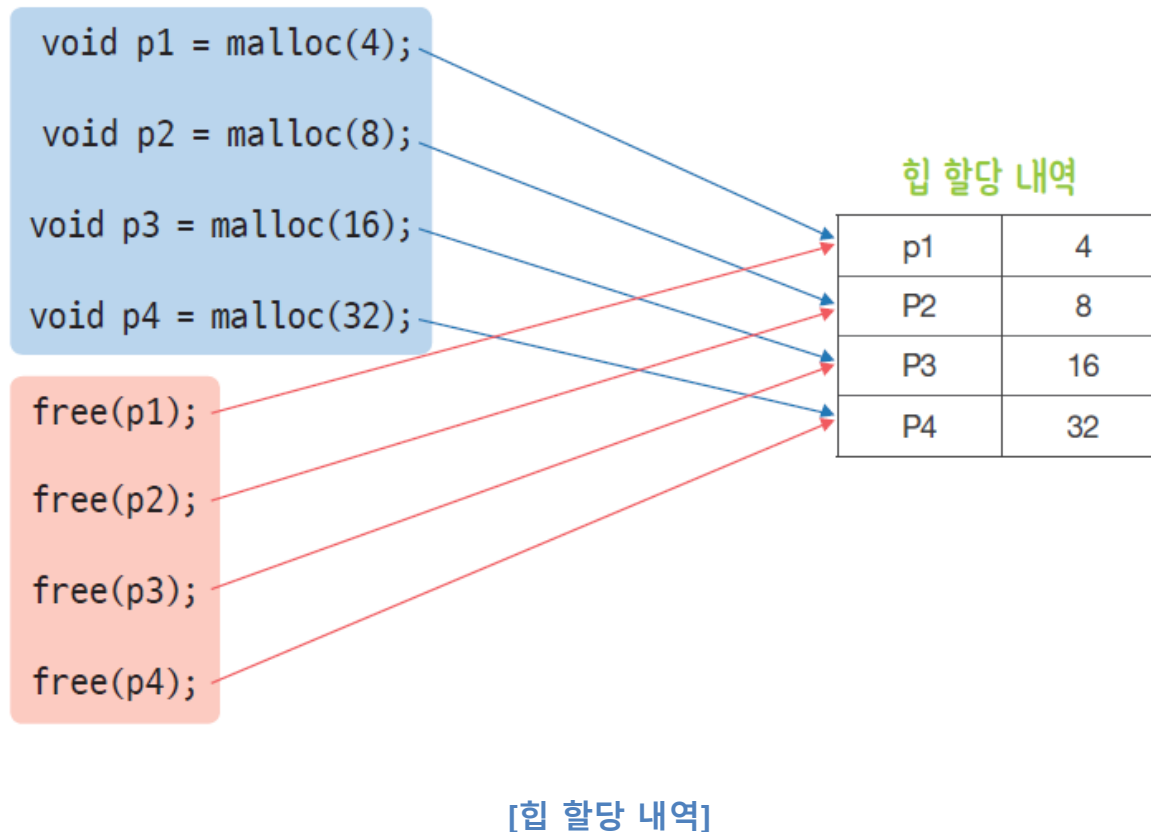 void p1 = malloc(4);
void p2 = malloc(8);
void p3 = malloc(16);
void p4 = malloc(32);
free(p1);
free(p2);
free(p3);
free(p4);
힙 할당 내역
p1 4
P2 8
P3 16
P4 32
[힙 할당 내역]